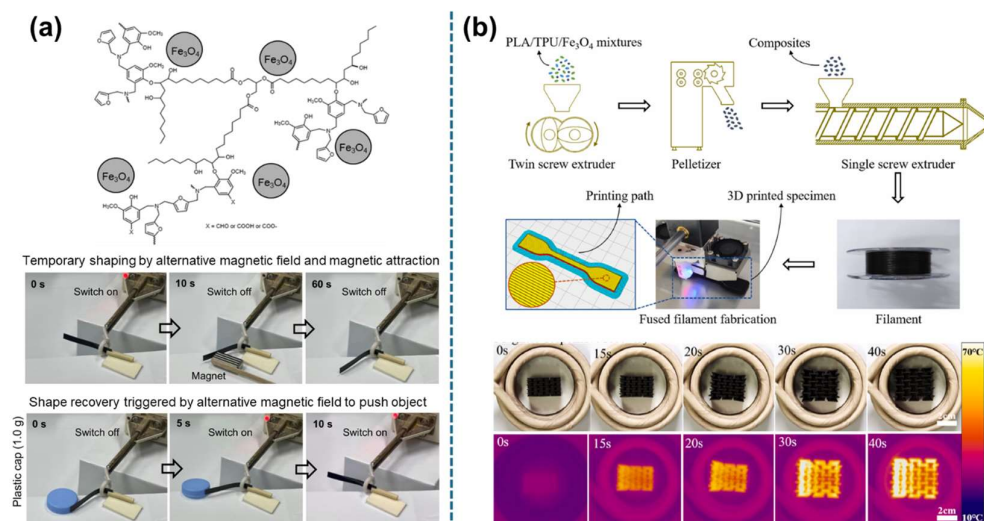 (a)
OH
OCH₃
Fe₃O₄
Fe₃O₄
Fe₃O₄
Fe₃O₄
Fe₃O₄
X = CHO or COOH or COO-
Temporary shaping by alternative magnetic field and magnetic attraction
0 s
Switch on
10 s
Switch off
60 s
Switch off
Magnet
Shape recovery triggered by alternative magnetic field to push object
Plastic cap (1.0 g)
0 s
Switch off
5 s
Switch on
10 s
Switch on
(b)
PLA/TPU/Fe₃O₄ mixtures
Composites
Twin screw extruder
Pelletizer
Single screw extruder
Printing path
3D printed specimen
Fused filament fabrication
Filament
0s
15s
20s
30s
40s
2cm
70℃
0s
15s
20s
30s
40s
2cm
10℃